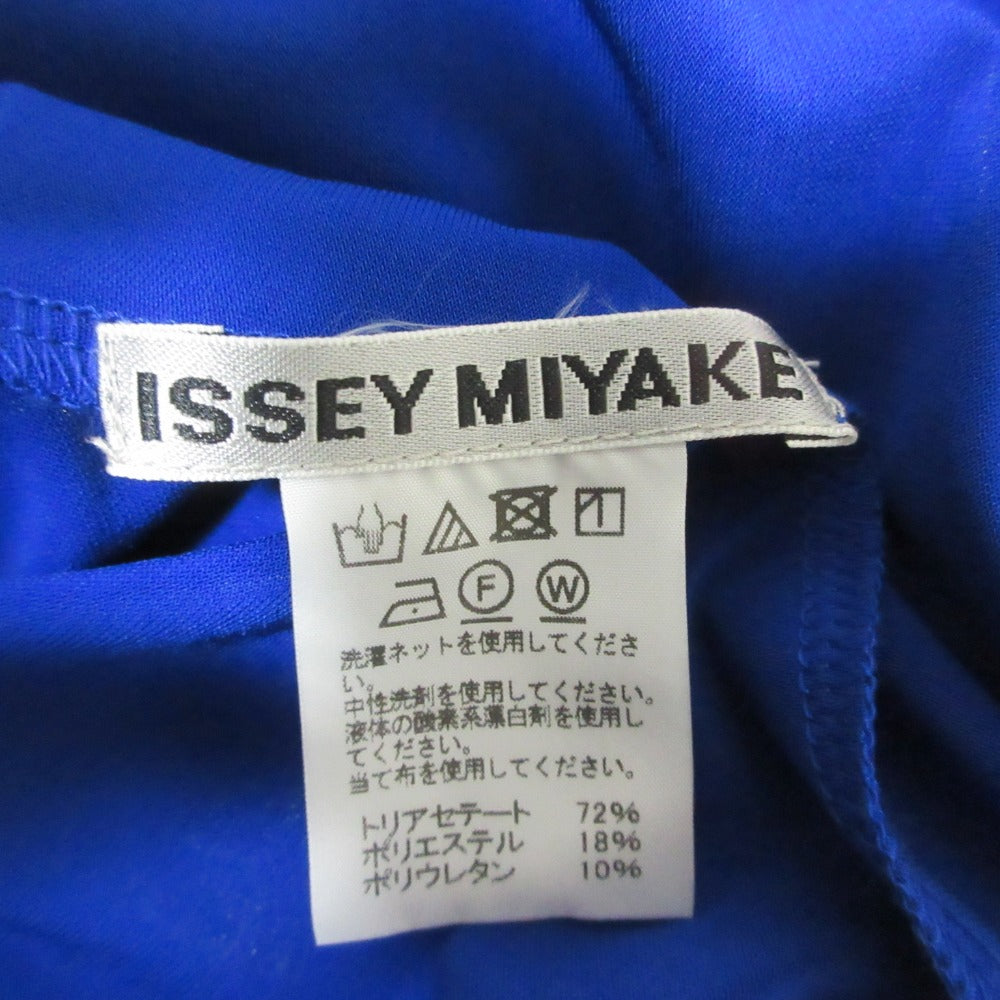 ISSEY MIYAKE
F W
洗濯ネットを使用してくださ
い。
中性洗剤を使用してください。
液体の酸素系漂白剤を使用し
てください。
当て布を使用してください。
トリアセテート 72%
ポリエステル 18%
ポリウレタン 10%